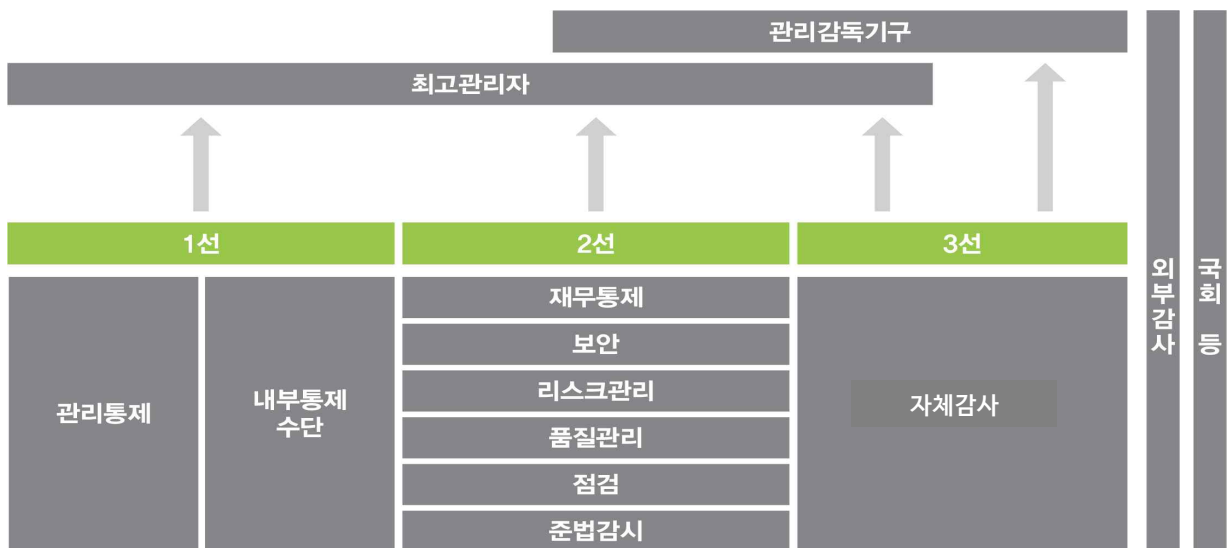 관리감독기구
최고관리자
1선
2선
3선
관리통제
내부통제
수단
재무통제
보안
리스크관리
품질관리
점검
준법감시
자체감사
외부감사
국회 등